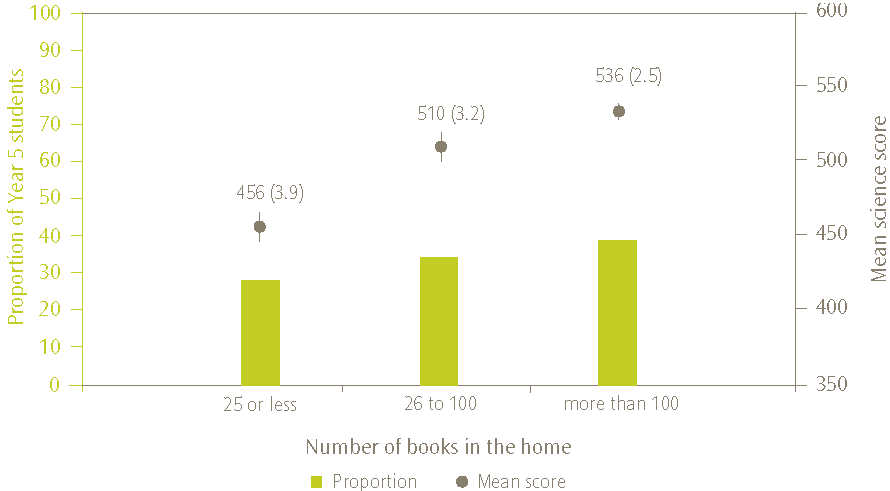 100
90
80
70
60
50
40
30
20
10
0
Proportion of Year 5 students
600
550
500
450
400
350
Mean science score
456 (3.9)
510 (3.2)
536 (2.5)
25 or less
26 to 100
more than 100
Number of books in the home
Proportion
Mean score